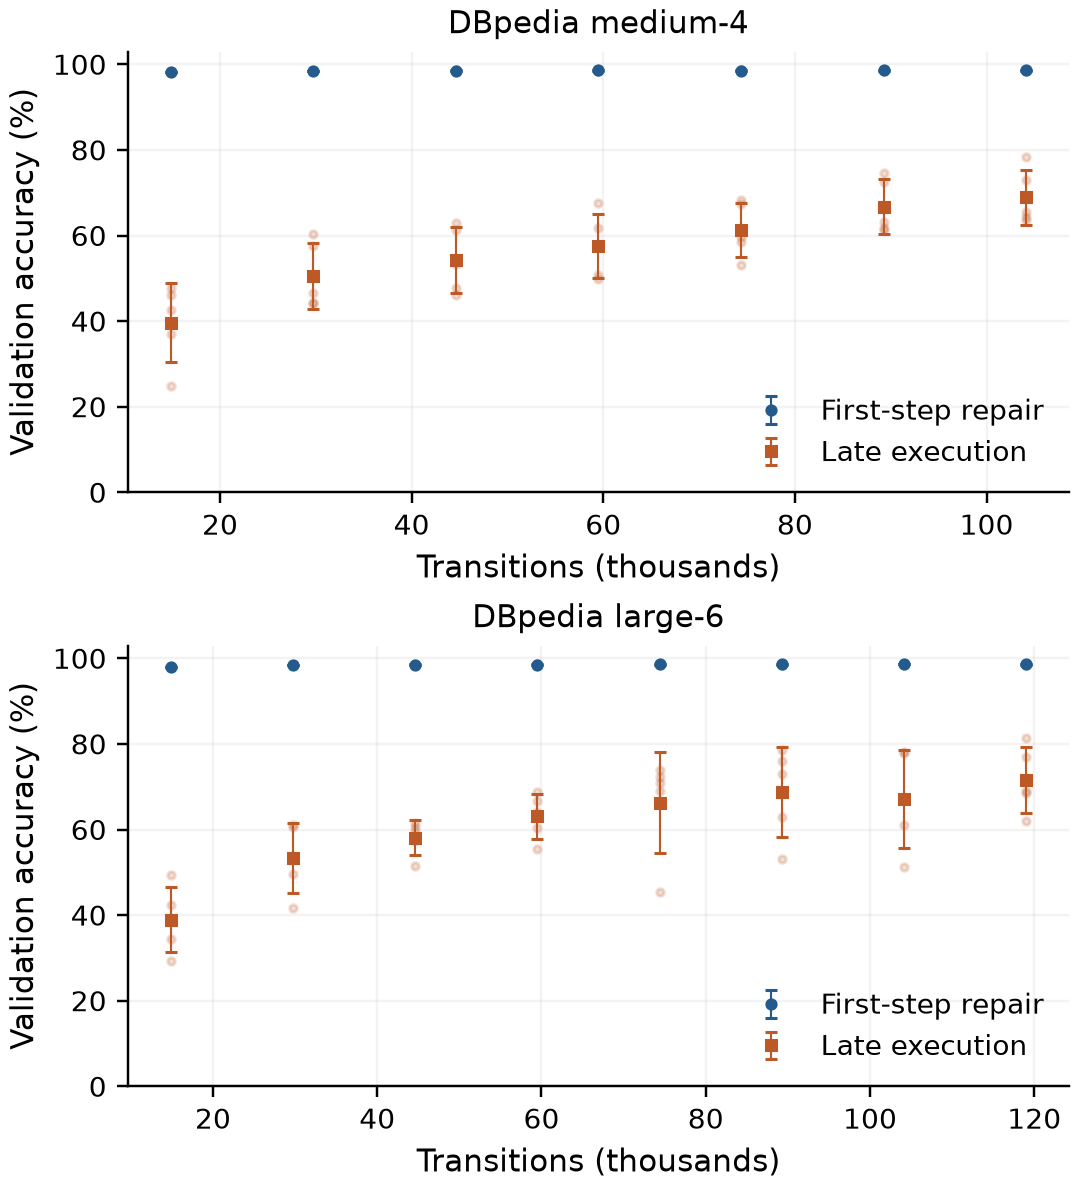 DBpedia medium-4
Validation accuracy (%)
100
80
60
40
20
0
20 40 60 80 100
Transitions (thousands)
First-step repair
Late execution
DBpedia large-6
Validation accuracy (%)
100
80
60
40
20
0
20 40 60 80 100 120
Transitions (thousands)
First-step repair
Late execution